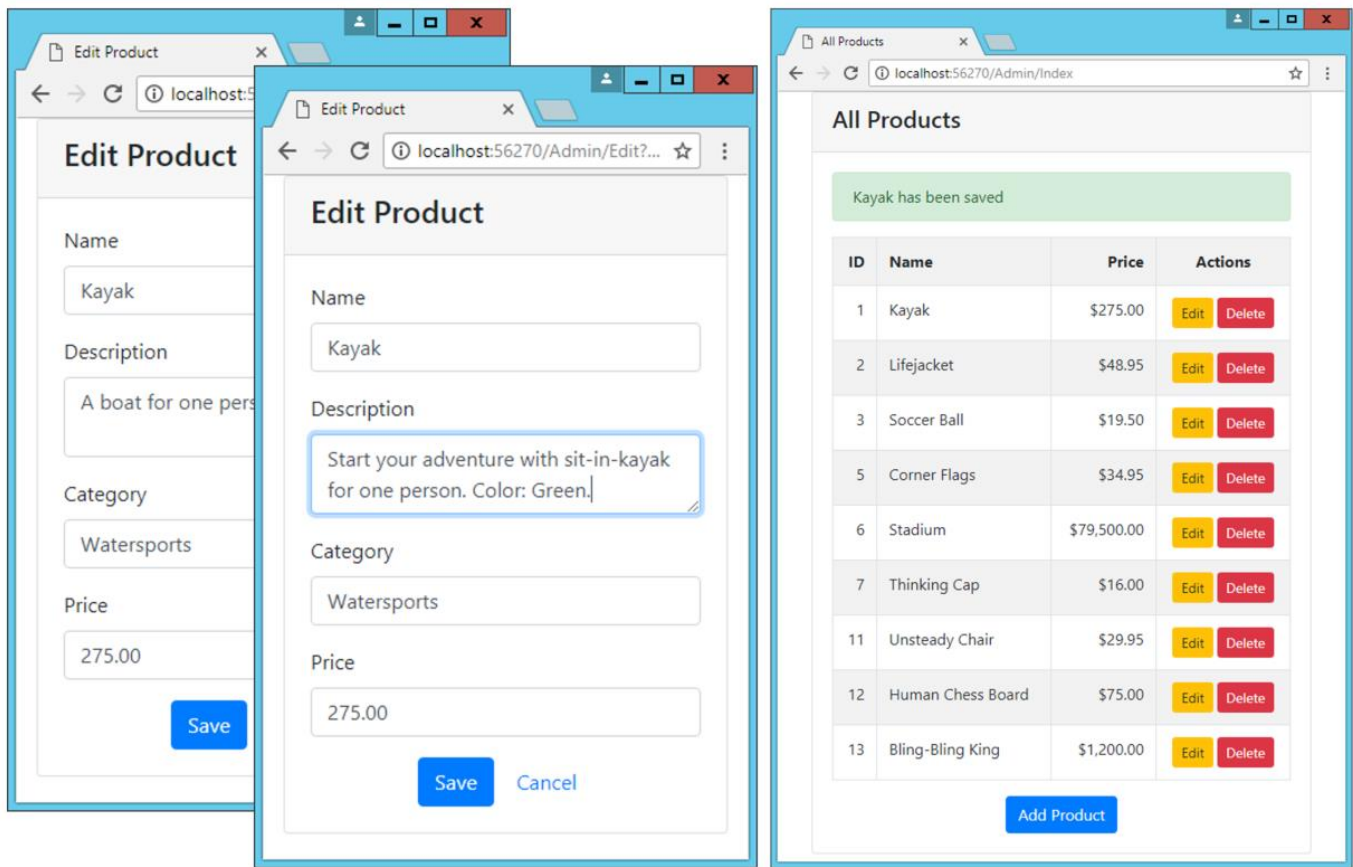 Edit Product
localhost:5
Edit Product
Name
Kayak
Description
A boat for one pers
Category
Watersports
Price
275.00
Save
Edit Product
localhost:56270/Admin/Edit?...
Edit Product
Name
Kayak
Description
Start your adventure with sit-in-kayak
for one person. Color: Green.
Category
Watersports
Price
275.00
Save Cancel
All Products
localhost:56270/Admin/Index
All Products
Kayak has been saved
ID Name Price Actions
1 Kayak $275.00 Edit Delete
2 Lifejacket $48.95 Edit Delete
3 Soccer Ball $19.50 Edit Delete
5 Corner Flags $34.95 Edit Delete
6 Stadium $79,500.00 Edit Delete
7 Thinking Cap $16.00 Edit Delete
11 Unsteady Chair $29.95 Edit Delete
12 Human Chess Board $75.00 Edit Delete
13 Bling-Bling King $1,200.00 Edit Delete
Add Product